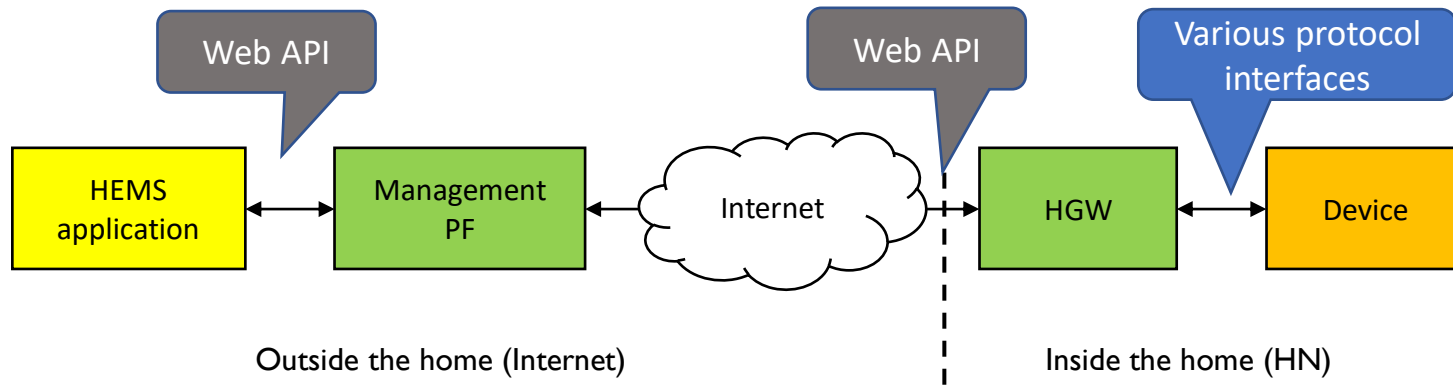 Web API
Web API
Various protocol
interfaces
HEMS
application
Management
PF
Internet
HGW
Device
Outside the home (Internet)
Inside the home (HN)